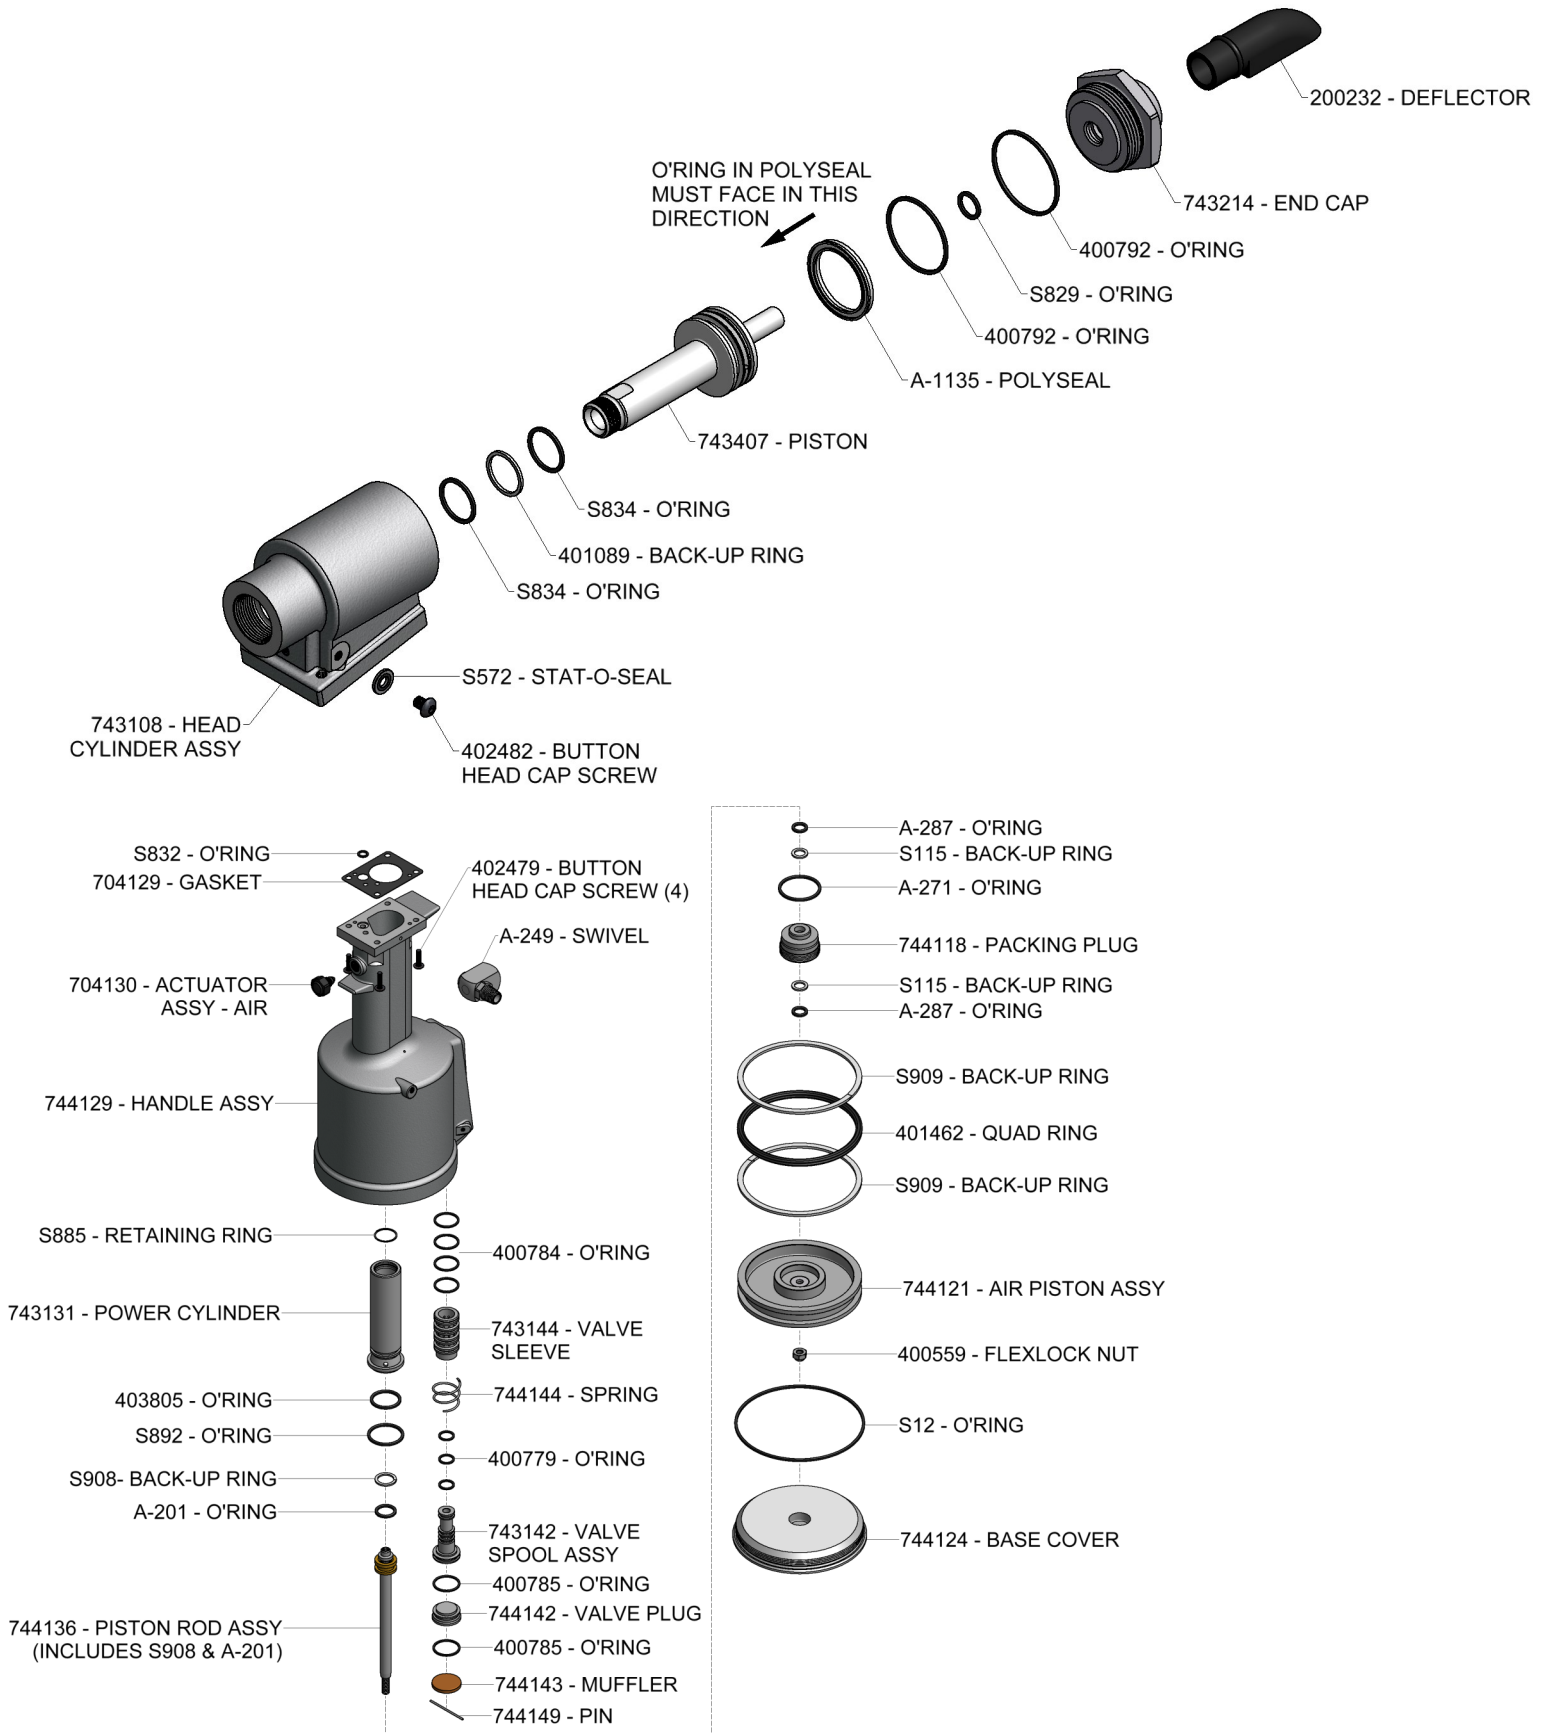 200232 - DEFLECTOR
743214 - END CAP
400792 - O'RING
S829 - O'RING
400792 - O'RING
A-1135 - POLYSEAL
O'RING IN POLYSEAL
MUST FACE IN THIS
DIRECTION
743407 - PISTON
S834 - O'RING
401089 - BACK-UP RING
S834 - O'RING
S572 - STAT-O-SEAL
743108 - HEAD
CYLINDER ASSY
402482 - BUTTON
HEAD CAP SCREW
S832 - O'RING
704129 - GASKET
402479 - BUTTON
HEAD CAP SCREW (4)
A-249 - SWIVEL
704130 - ACTUATOR
ASSY - AIR
744129 - HANDLE ASSY
S885 - RETAINING RING
743131 - POWER CYLINDER
403805 - O'RING
S892 - O'RING
S908- BACK-UP RING
A-201 - O'RING
744136 - PISTON ROD ASSY
(INCLUDES S908 & A-201)
400784 - O'RING
743144 - VALVE
SLEEVE
744144 - SPRING
400779 - O'RING
743142 - VALVE
SPOOL ASSY
400785 - O'RING
744142 - VALVE PLUG
400785 - O'RING
744143 - MUFFLER
744149 - PIN
A-287 - O'RING
S115 - BACK-UP RING
A-271 - O'RING
744118 - PACKING PLUG
S115 - BACK-UP RING
A-287 - O'RING
S909 - BACK-UP RING
401462 - QUAD RING
S909 - BACK-UP RING
744121 - AIR PISTON ASSY
400559 - FLEXLOCK NUT
S12 - O'RING
744124 - BASE COVER